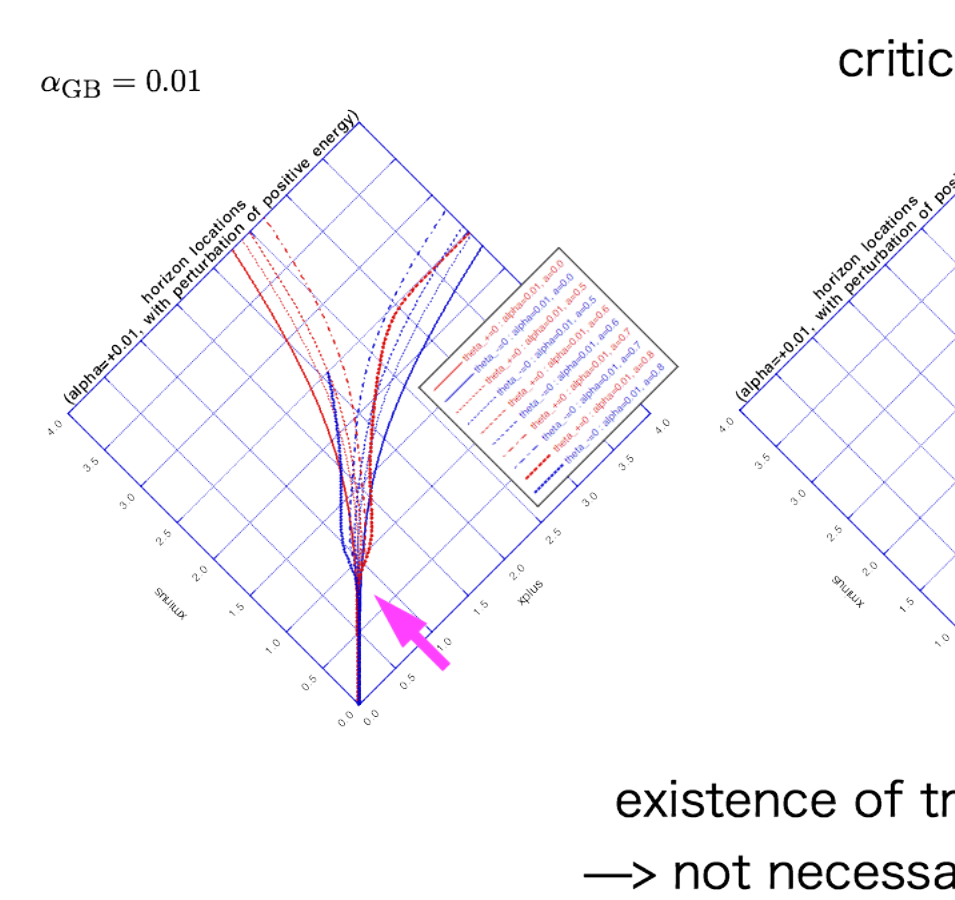 critic
α_GB = 0.01
horizon locations
(alpha=+0.01, with perturbation of positive energy)
theta_+=0 : alpha=0.01, a=0.0
theta_-=0 : alpha=0.01, a=0.0
theta_+=0 : alpha=0.01, a=0.5
theta_-=0 : alpha=0.01, a=0.5
theta_+=0 : alpha=0.01, a=0.6
theta_-=0 : alpha=0.01, a=0.6
theta_+=0 : alpha=0.01, a=0.7
theta_-=0 : alpha=0.01, a=0.7
theta_+=0 : alpha=0.01, a=0.8
theta_-=0 : alpha=0.01, a=0.8
4.0
3.5
3.0
2.5
2.0
1.5
1.0
0.5
0.0
xminus
0.0
0.5
1.0
1.5
2.0
2.5
3.0
3.5
4.0
xplus
horizon locations
(alpha=+0.01, with perturbation of pos
4.0
3.5
3.0
2.5
2.0
1.5
1.0
xminus
existence of tr
—> not necessa